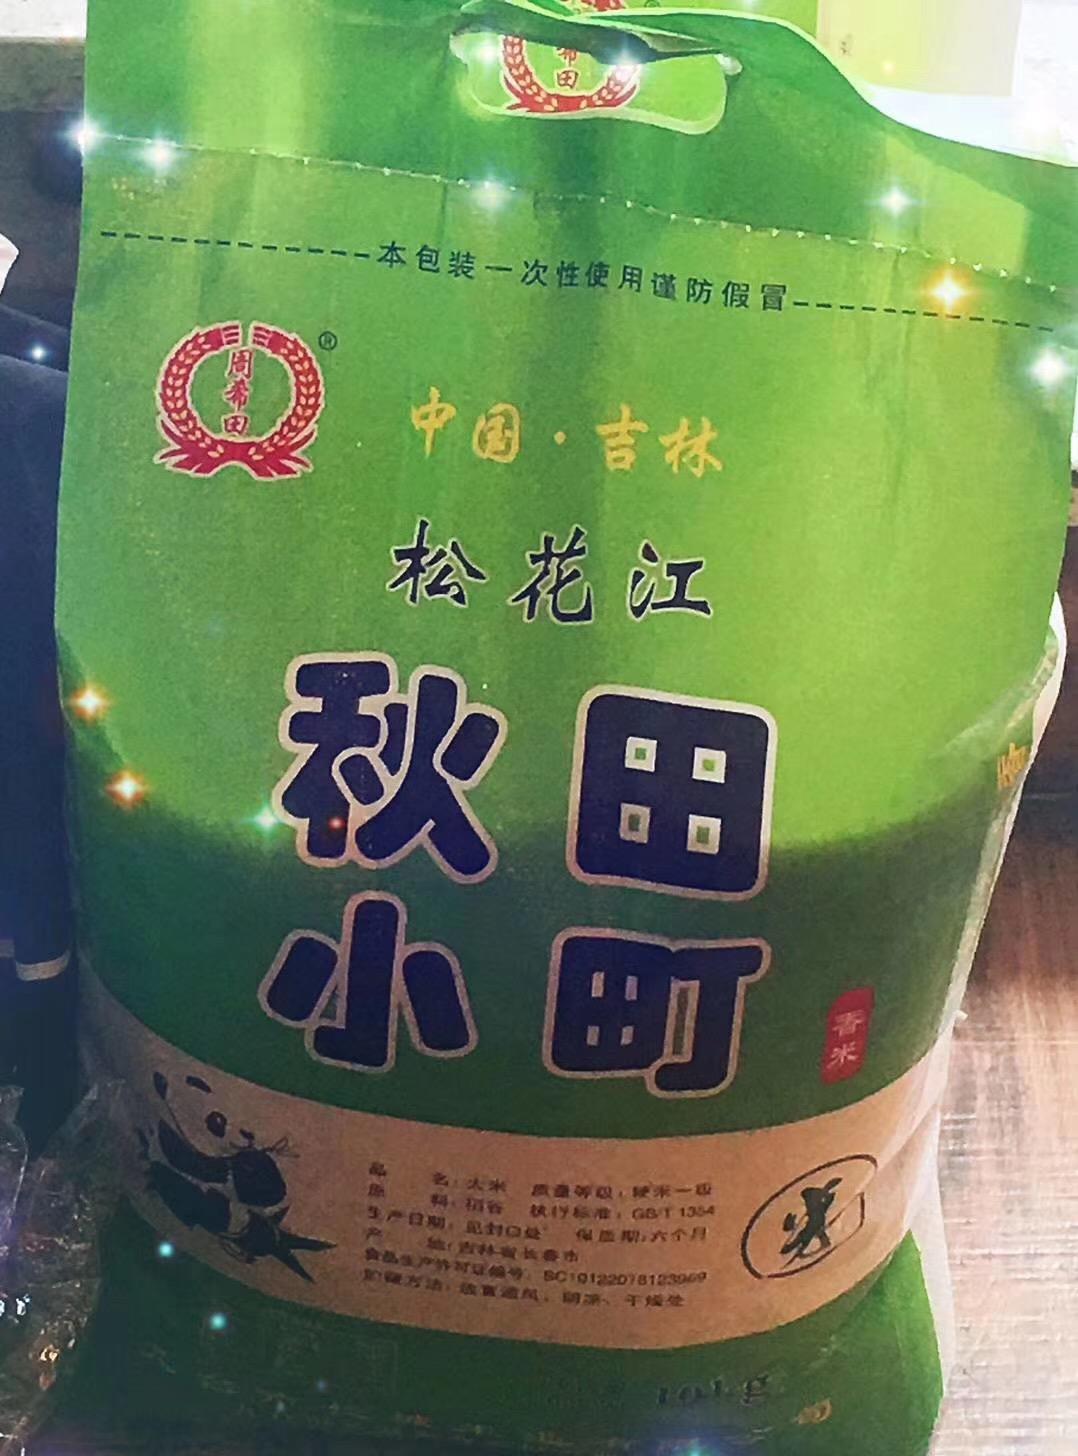 希田
本包装一次性使用谨防假冒
周希田
®
中国·吉林
松花江
秋田
小町
香米
品 名：大米 质量等级：粳米一级
原 料：稻谷 执行标准：GB/T 1354
生产日期：见封口处 保质期：六个月
产 地：吉林省长春市
食品生产许可证编号：SC10122078123969
贮藏方法：放置通风、阴凉、干燥处
10kg